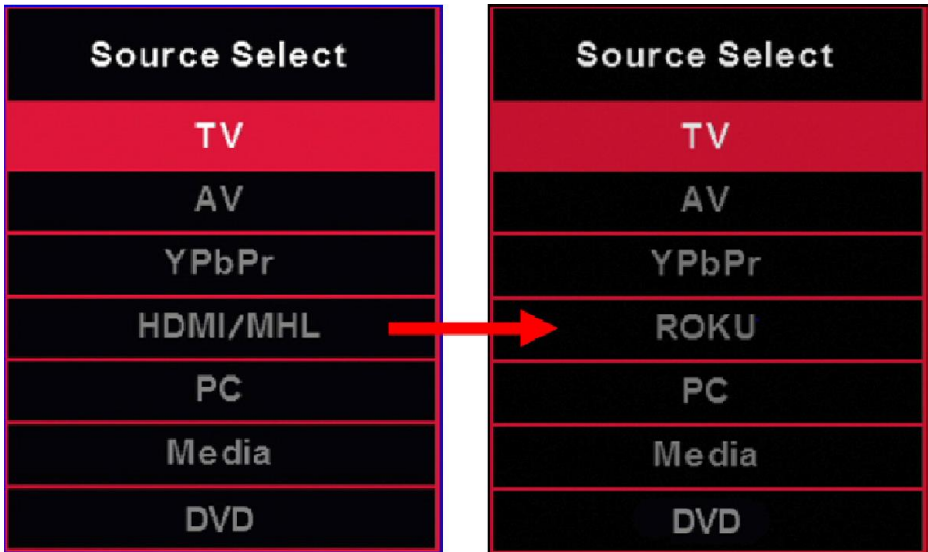 Source Select
TV
AV
YPbPr
HDMI/MHL
PC
Media
DVD
Source Select
TV
AV
YPbPr
ROKU
PC
Media
DVD